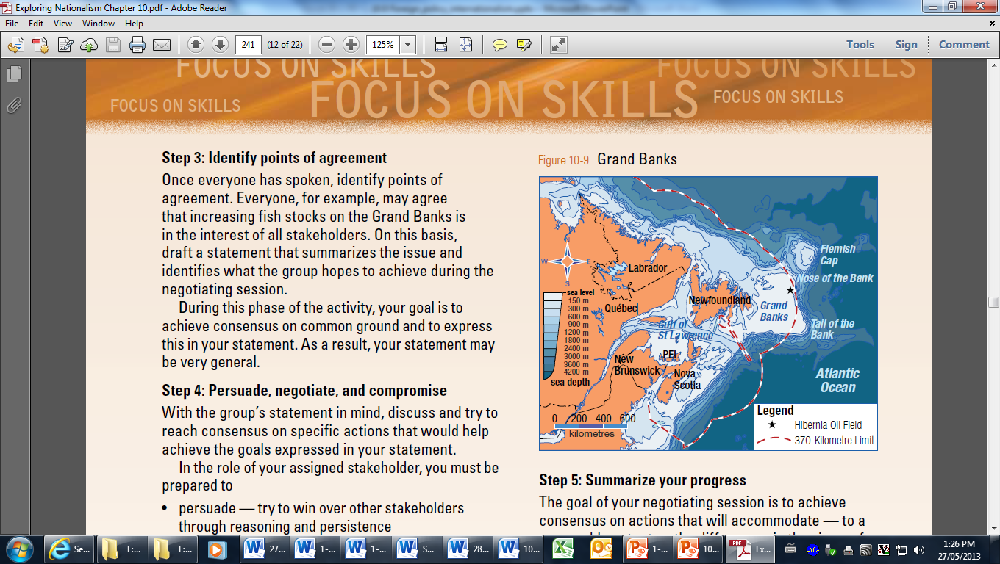 Exploring Nationalism Chapter 10.pdf - Adobe Reader
File Edit View Window Help
241 (12 of 22) 125% Tools Sign Comment
FOCUS ON SKILLS FOCUS ON SKILLS
FOCUS ON SKILLS FOCUS ON SKILLS FOCUS ON SKILLS
Step 3: Identify points of agreement
Once everyone has spoken, identify points of
agreement. Everyone, for example, may agree
that increasing fish stocks on the Grand Banks is
in the interest of all stakeholders. On this basis,
draft a statement that summarizes the issue and
identifies what the group hopes to achieve during the
negotiating session.
During this phase of the activity, your goal is to
achieve consensus on common ground and to express
this in your statement. As a result, your statement may
be very general.
Step 4: Persuade, negotiate, and compromise
With the group's statement in mind, discuss and try to
reach consensus on specific actions that would help
achieve the goals expressed in your statement.
In the role of your assigned stakeholder, you must be
prepared to
• persuade — try to win over other stakeholders
through reasoning and persistence
Figure 10-9 Grand Banks
N
W E
S
Labrador
Québec
Newfoundland
Gulf of
St Lawrence
PEI
New
Brunswick
Nova
Scotia
Grand
Banks
Flemish
Cap
Nose of the Bank
Tail of the
Bank
Atlantic
Ocean
sea level
150 m
300 m
600 m
900 m
1200 m
1800 m
2400 m
3000 m
3600 m
4200 m
sea depth
0 200 400 600
kilometres
Legend
Hibernia Oil Field
370-Kilometre Limit
Step 5: Summarize your progress
The goal of your negotiating session is to achieve
consensus on actions that will accommodate — to a
Se... E:... E:... 27... 1-... 1-... S... 28... 10... 1-... 10... Ex...
1:26 PM
27/05/2013